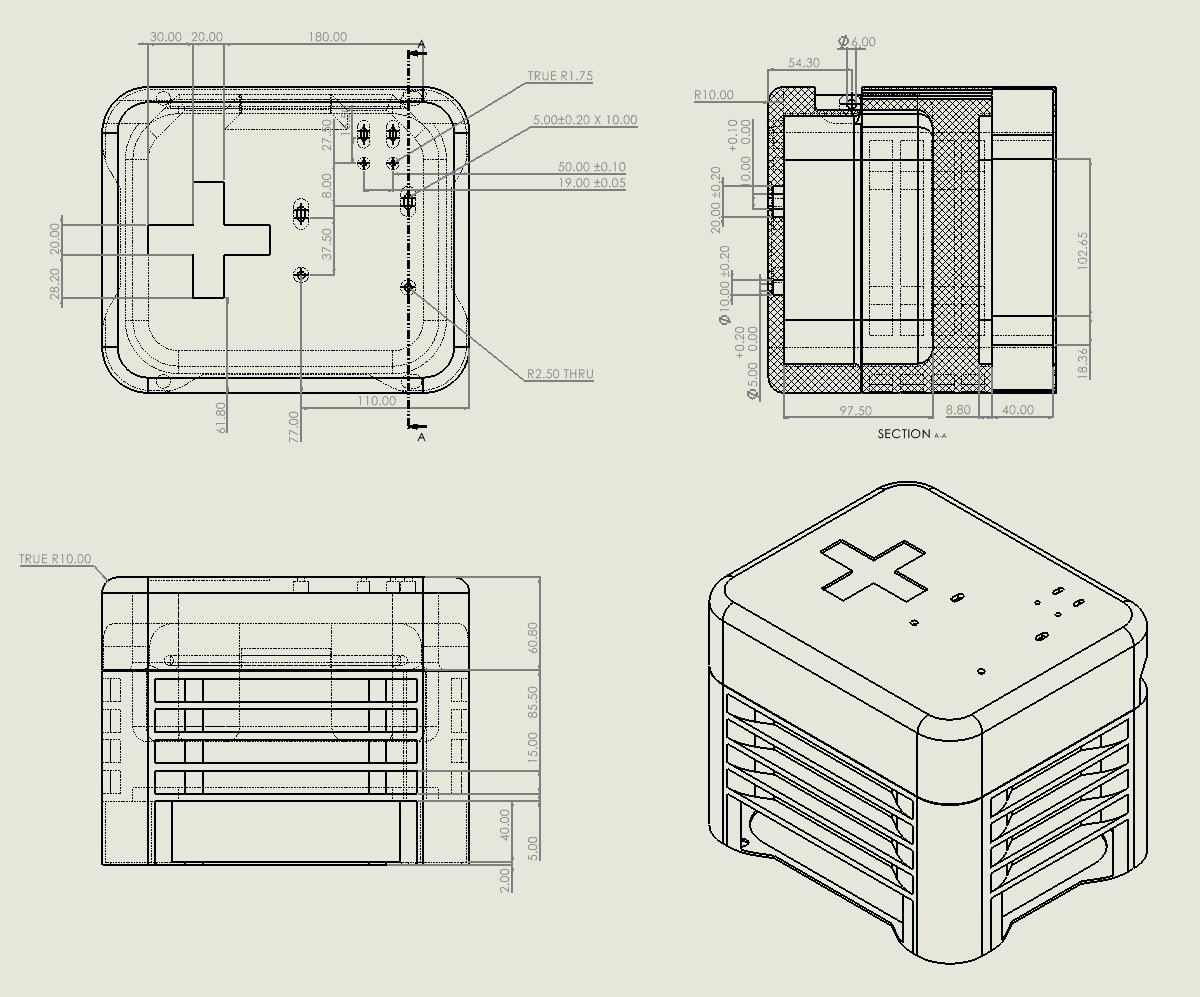 30.00
20.00
180.00
A
TRUE R1.75
5.00±0.20 X 10.00
50.00 ±0.10
19.00 ±0.05
27.50
8.00
37.50
20.00
28.20
R2.50 THRU
110.00
61.80
77.00
A
Ø 6.00
54.30
R10.00
+0.10
0.00
10.00
20.00 ±0.20
Ø10.00 ±0.20
+0.20
0.00
Ø5.00
102.65
18.36
97.50
8.80
40.00
SECTION A-A
TRUE R10.00
60.80
85.50
15.00
40.00
5.00
2.00